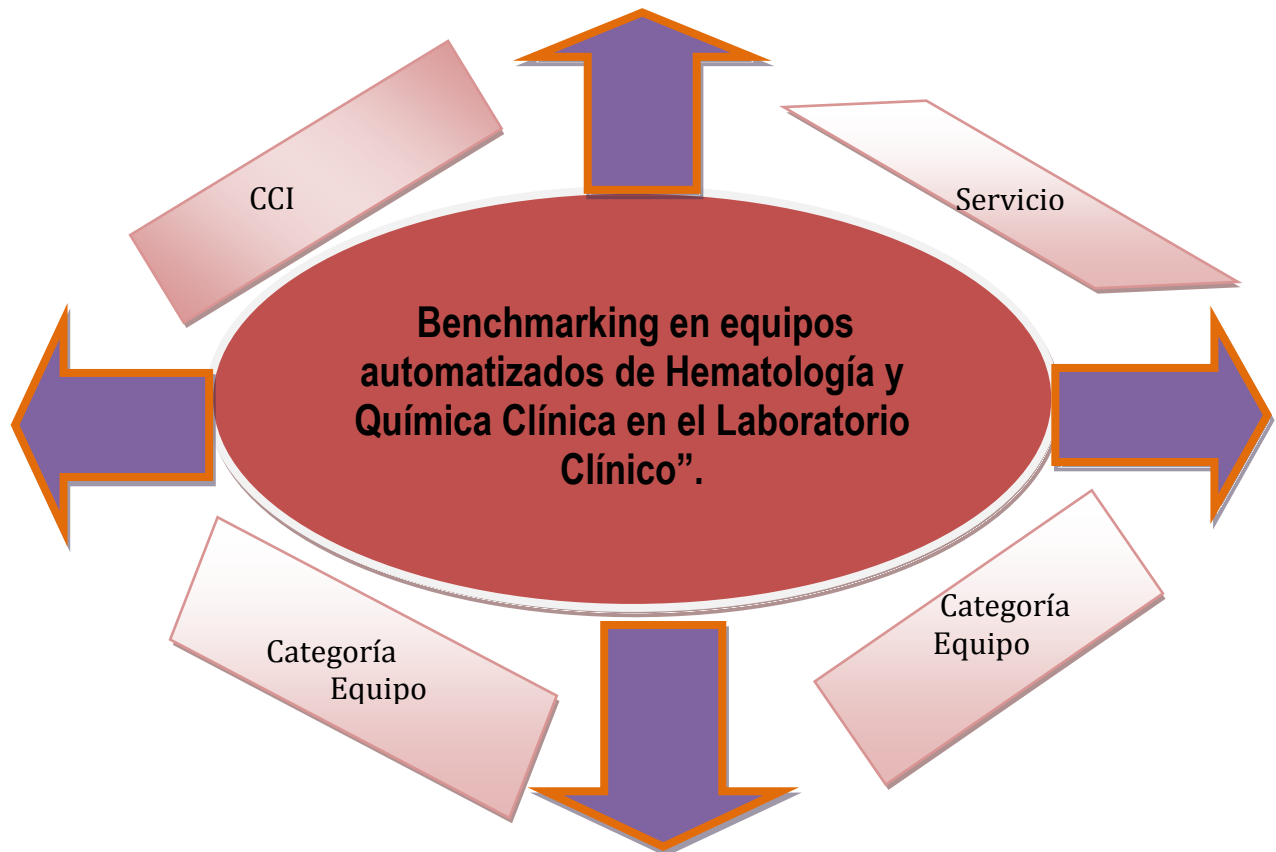 CCI
Servicio
Benchmarking en equipos
automatizados de Hematología y
Química Clínica en el Laboratorio
Clínico”.
Categoría
Equipo
Categoría
Equipo